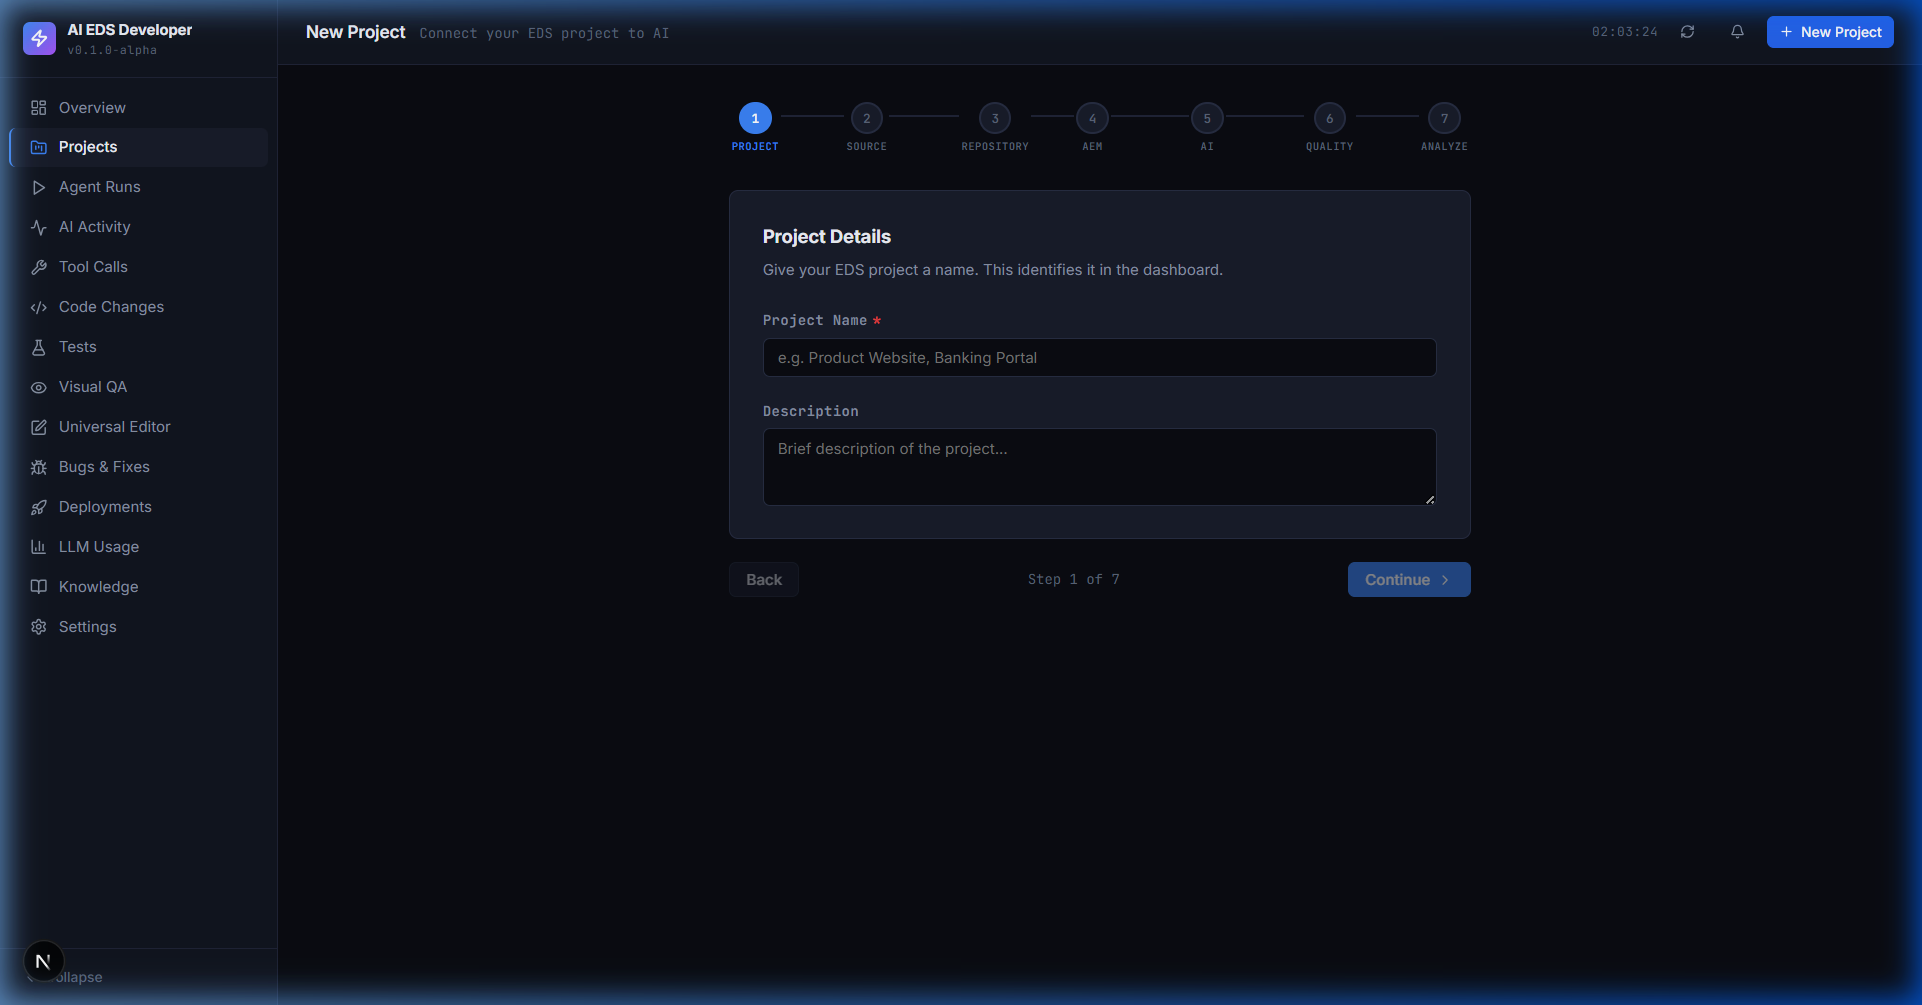 AI EDS Developer
v0.1.0-alpha
Overview
Projects
Agent Runs
AI Activity
Tool Calls
Code Changes
Tests
Visual QA
Universal Editor
Bugs & Fixes
Deployments
LLM Usage
Knowledge
Settings
N
ollapse
New Project Connect your EDS project to AI
02:03:24
+ New Project
1 2 3 4 5 6 7
PROJECT SOURCE REPOSITORY AEM AI QUALITY ANALYZE
Project Details
Give your EDS project a name. This identifies it in the dashboard.
Project Name *
e.g. Product Website, Banking Portal
Description
Brief description of the project...
Back
Step 1 of 7
Continue